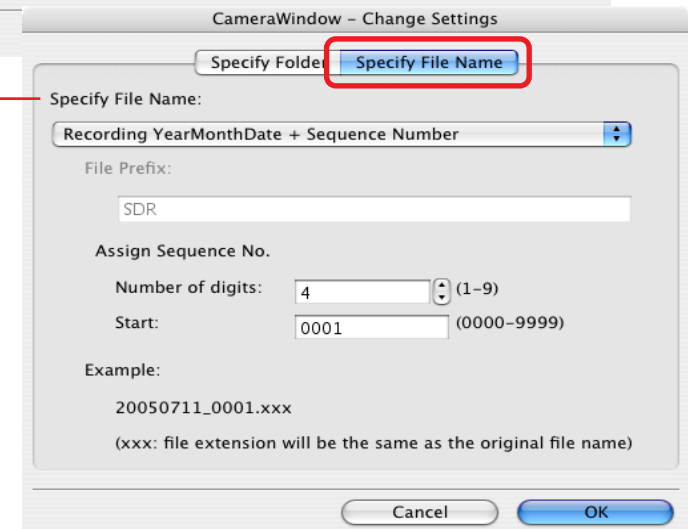 CameraWindow – Change Settings
Specify Folder Specify File Name
Specify File Name:
Recording YearMonthDate + Sequence Number
File Prefix:
SDR
Assign Sequence No.
Number of digits: 4 (1–9)
Start: 0001 (0000–9999)
Example:
20050711_0001.xxx
(xxx: file extension will be the same as the original file name)
Cancel OK